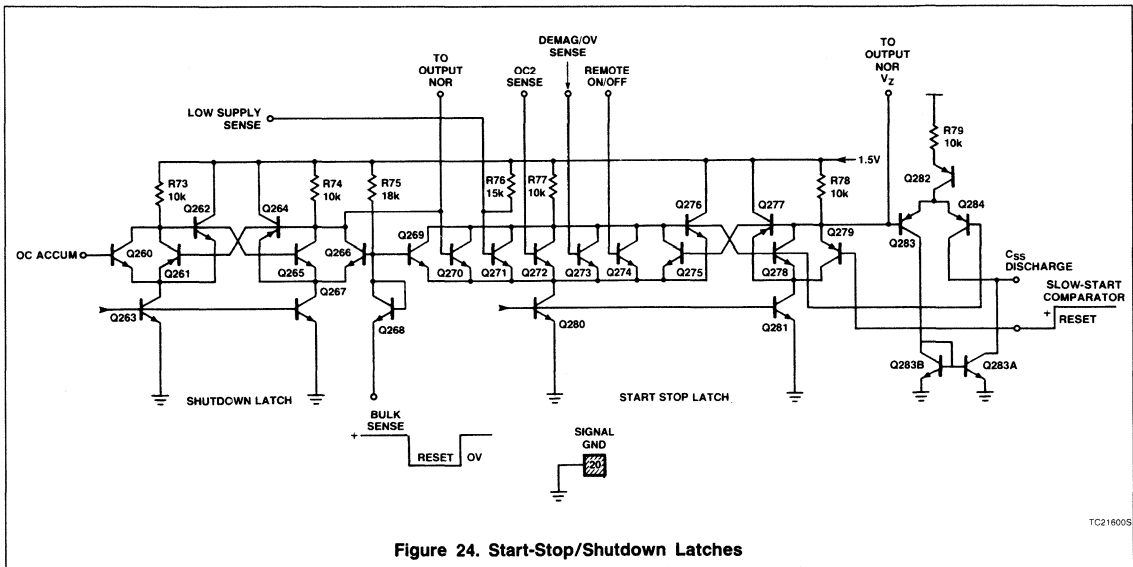 DEMAG/OV
SENSE
TO
OUTPUT
NOR
OC2
SENSE
REMOTE
ON/OFF
TO
OUTPUT
NOR
VZ
LOW SUPPLY
SENSE
R79
10k
1.5V
R73
10k
R74
10k
R75
18k
R76
15k
R77
10k
R78
10k
Q262
Q264
Q276
Q277
Q282
Q284
OC ACCUM
Q260
Q261
Q265
Q266
Q269
Q270
Q271
Q272
Q273
Q274
Q275
Q278
Q279
Q283
CSS
DISCHARGE
Q263
Q267
Q268
Q280
Q281
SLOW-START
COMPARATOR
+
RESET
Q283B
Q283A
SHUTDOWN LATCH
START STOP LATCH
BULK
SENSE
+
RESET
OV
SIGNAL
GND
20
TC21600S
Figure 24. Start-Stop/Shutdown Latches